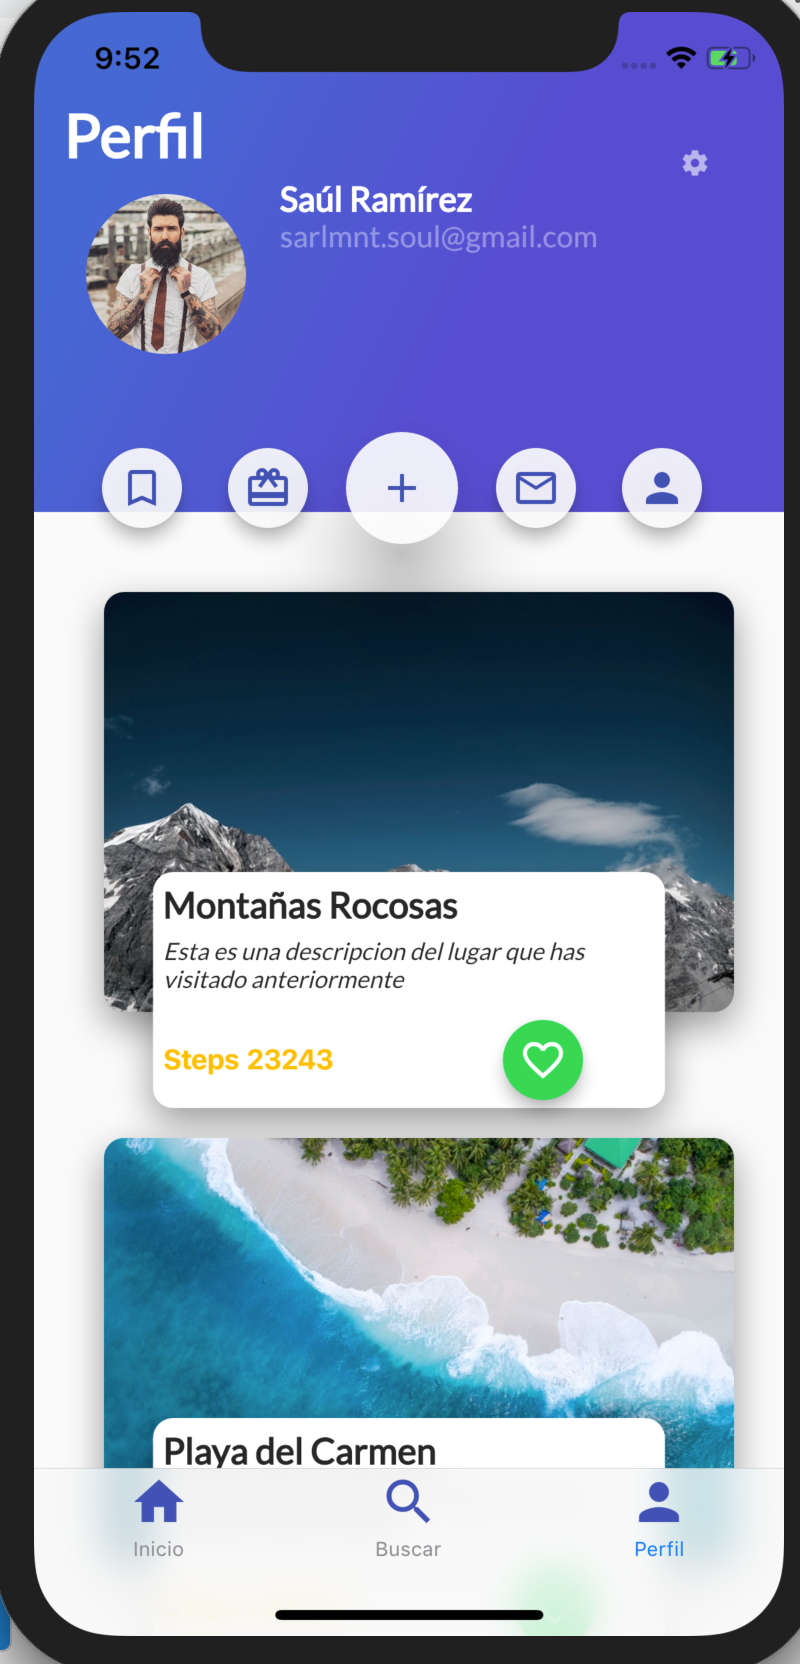 9:52
Perfil
Saúl Ramírez
sarlmnt.soul@gmail.com
Montañas Rocosas
Esta es una descripcion del lugar que has
visitado anteriormente
Steps 23243
Playa del Carmen
Inicio
Buscar
Perfil